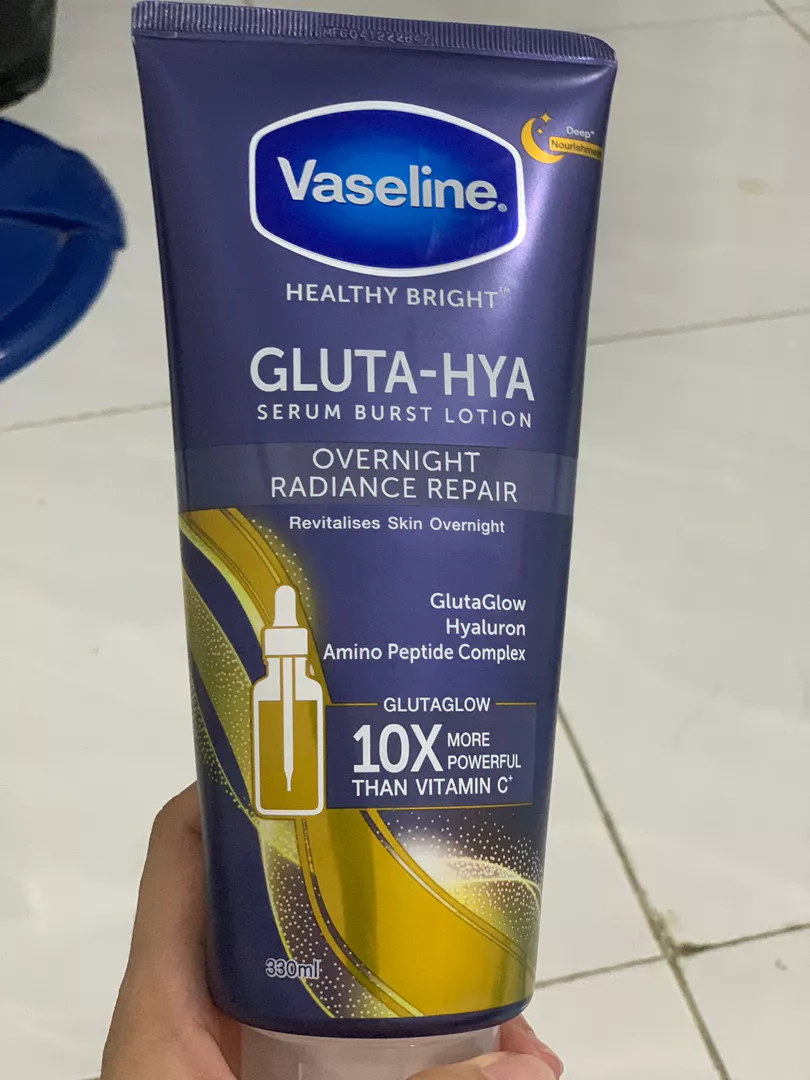 Deep*
Nourishment
Vaseline®
HEALTHY BRIGHT™
GLUTA-HYA
SERUM BURST LOTION
OVERNIGHT
RADIANCE REPAIR
Revitalises Skin Overnight
GlutaGlow
Hyaluron
Amino Peptide Complex
GLUTAGLOW
10X MORE
POWERFUL
THAN VITAMIN C⁺
330ml